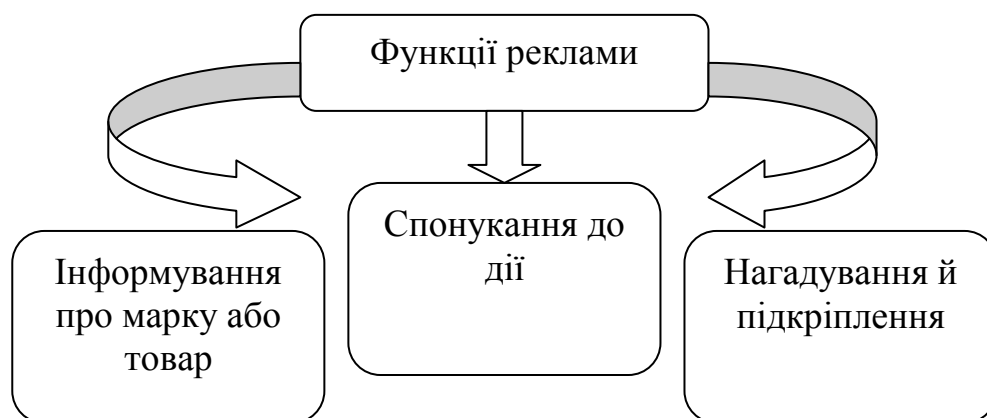 Функції реклами
Інформування
про марку або
товар
Спонукання до
дії
Нагадування й
підкріплення